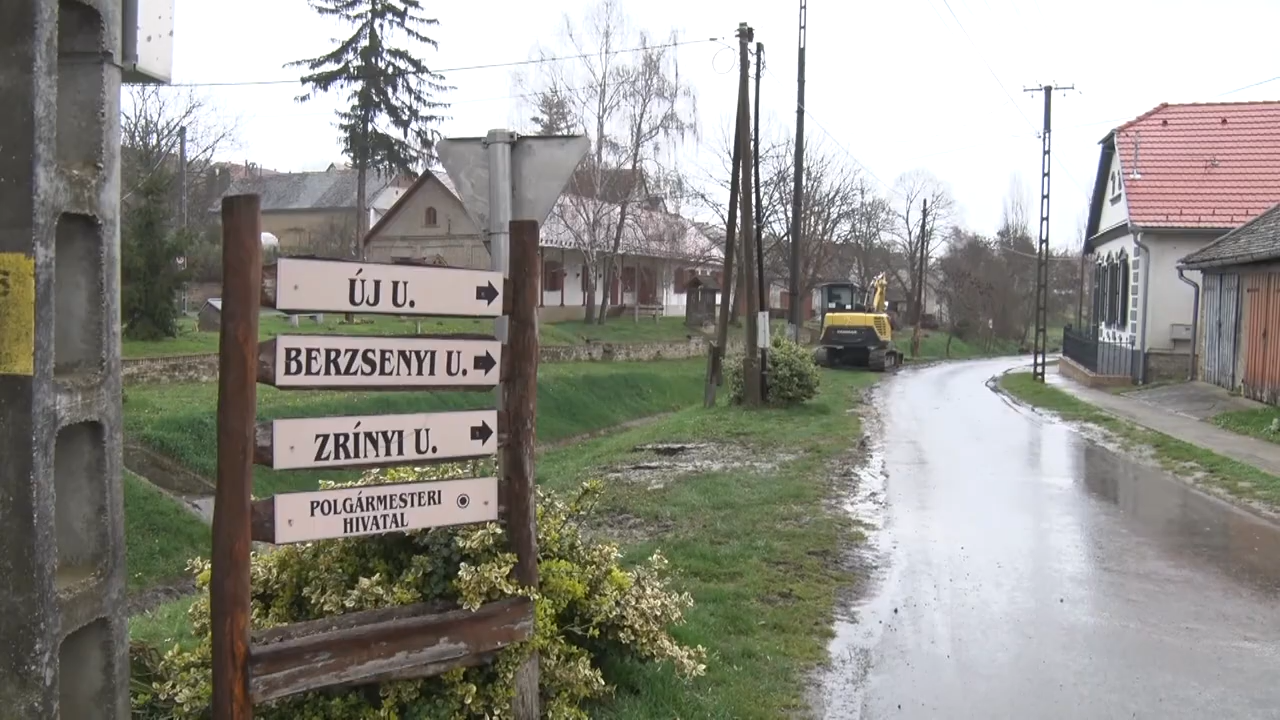 ÚJ U.
BERZSENYI U.
ZRÍNYI U.
POLGÁRMESTERI
HIVATAL